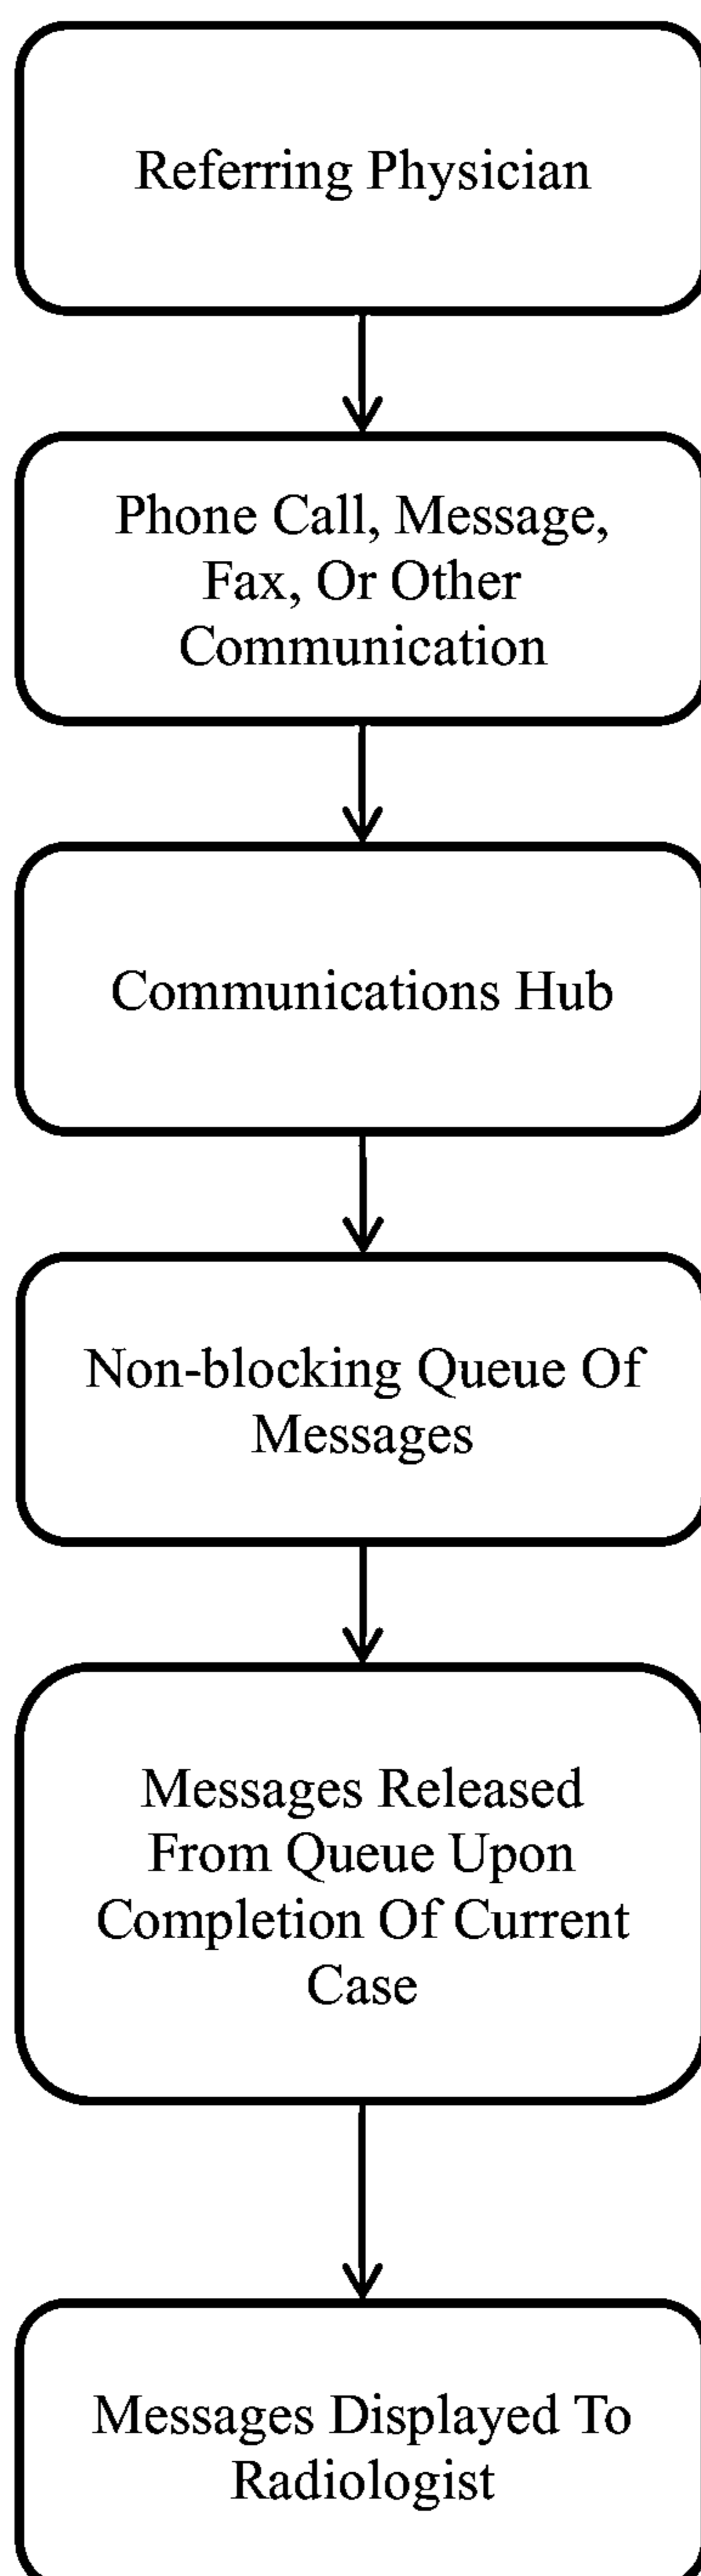 Referring Physician
Phone Call, Message,
Fax, Or Other
Communication
Communications Hub
Non-blocking Queue Of
Messages
Messages Released
From Queue Upon
Completion Of Current
Case
Messages Displayed To
Radiologist